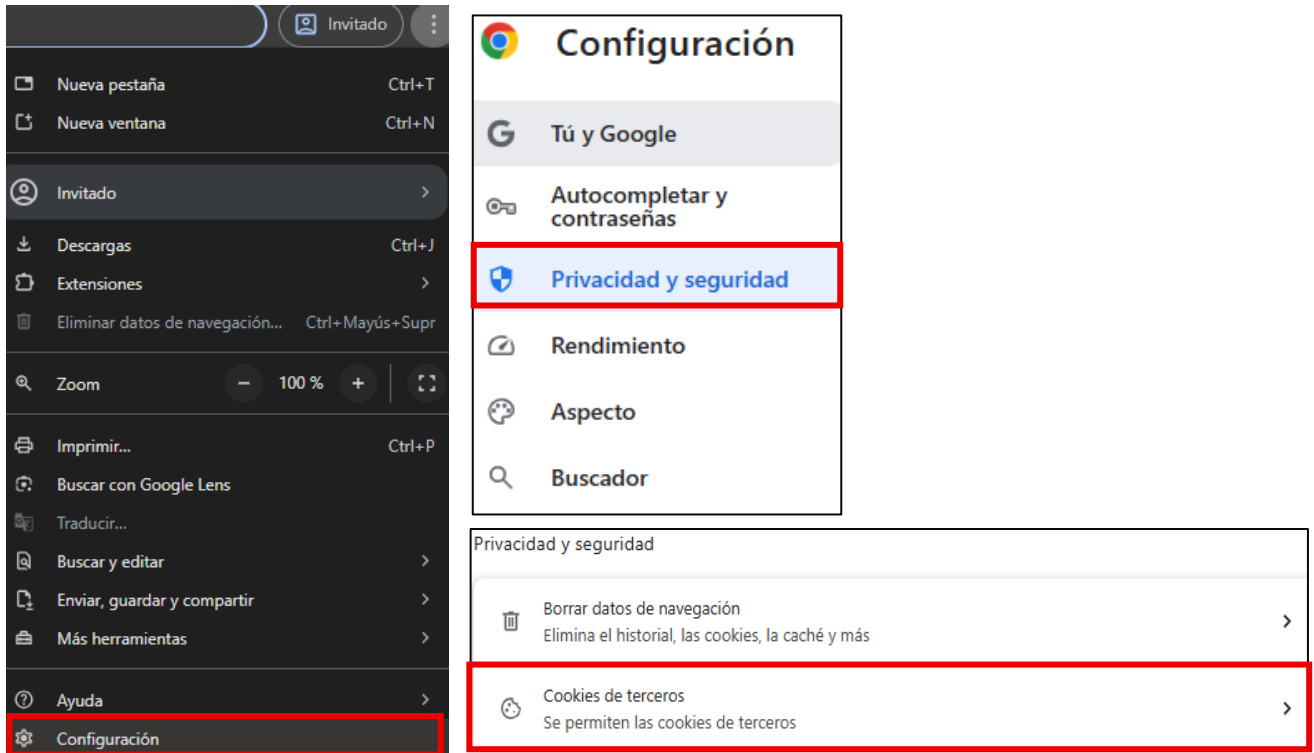 Invitado
Nueva pestaña Ctrl+T
Nueva ventana Ctrl+N
Invitado
Descargas Ctrl+J
Extensiones
Eliminar datos de navegación... Ctrl+Mayús+Supr
Zoom − 100 % +
Imprimir... Ctrl+P
Buscar con Google Lens
Traducir...
Buscar y editar
Enviar, guardar y compartir
Más herramientas
Ayuda
Configuración
Configuración
Tú y Google
Autocompletar y
contraseñas
Privacidad y seguridad
Rendimiento
Aspecto
Buscador
Privacidad y seguridad
Borrar datos de navegación
Elimina el historial, las cookies, la caché y más
Cookies de terceros
Se permiten las cookies de terceros